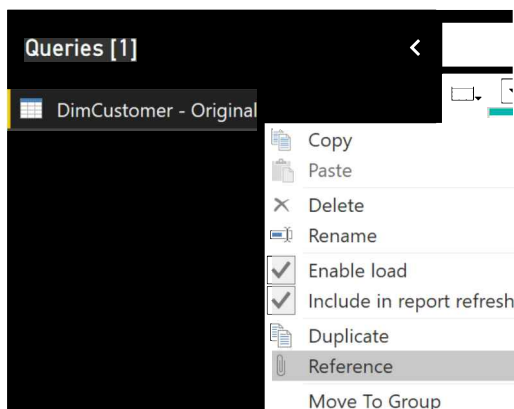 Queries [1]
DimCustomer - Original
Copy
Paste
Delete
Rename
Enable load
Include in report refresh
Duplicate
Reference
Move To Group